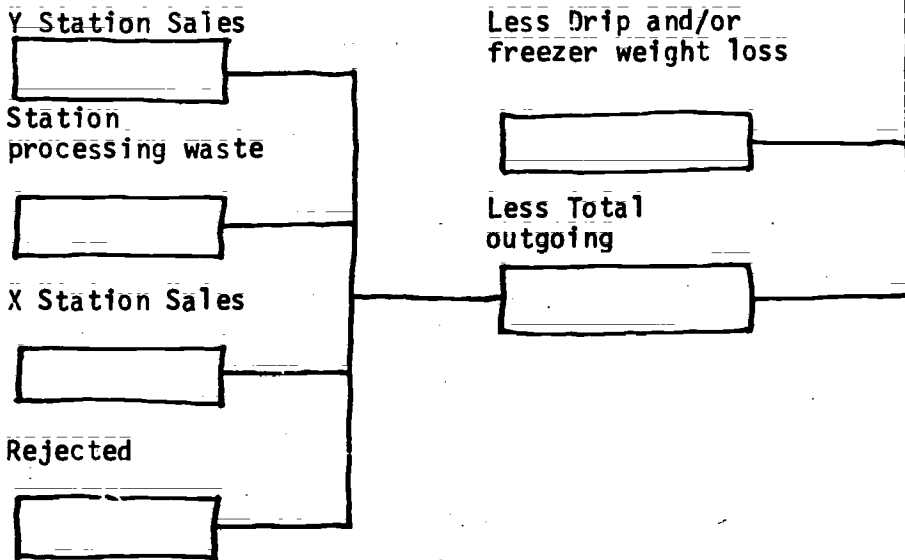 Y Station Sales
Station
processing waste
X Station Sales
Rejected
Less Drip and/or
freezer weight loss
Less Total
outgoing